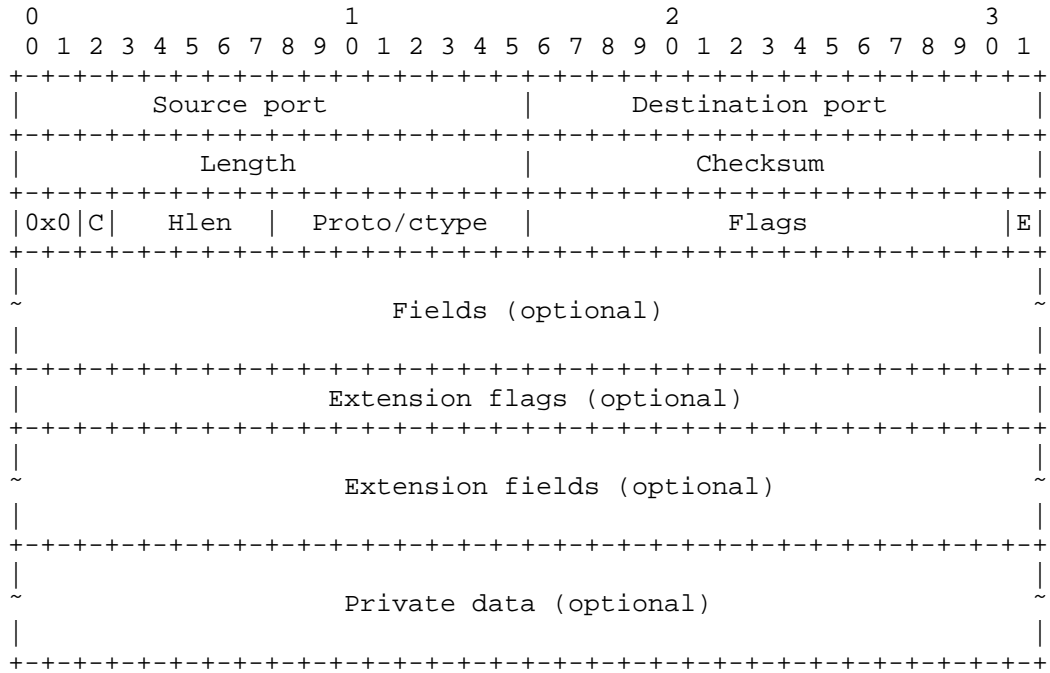 0                   1                   2                   3
 0 1 2 3 4 5 6 7 8 9 0 1 2 3 4 5 6 7 8 9 0 1 2 3 4 5 6 7 8 9 0 1
+-+-+-+-+-+-+-+-+-+-+-+-+-+-+-+-+-+-+-+-+-+-+-+-+-+-+-+-+-+-+-+-+
|        Source port            |      Destination port         |
+-+-+-+-+-+-+-+-+-+-+-+-+-+-+-+-+-+-+-+-+-+-+-+-+-+-+-+-+-+-+-+-+
|           Length              |          Checksum             |
+-+-+-+-+-+-+-+-+-+-+-+-+-+-+-+-+-+-+-+-+-+-+-+-+-+-+-+-+-+-+-+-+
|0x0|C|   Hlen  |  Proto/ctype  |            Flags            |E|
+-+-+-+-+-+-+-+-+-+-+-+-+-+-+-+-+-+-+-+-+-+-+-+-+-+-+-+-+-+-+-+-+
|                                                               |
~                       Fields (optional)                       ~
|                                                               |
+-+-+-+-+-+-+-+-+-+-+-+-+-+-+-+-+-+-+-+-+-+-+-+-+-+-+-+-+-+-+-+-+
|                   Extension flags (optional)                  |
+-+-+-+-+-+-+-+-+-+-+-+-+-+-+-+-+-+-+-+-+-+-+-+-+-+-+-+-+-+-+-+-+
|                                                               |
~                    Extension fields (optional)                ~
|                                                               |
+-+-+-+-+-+-+-+-+-+-+-+-+-+-+-+-+-+-+-+-+-+-+-+-+-+-+-+-+-+-+-+-+
|                                                               |
~                    Private data (optional)                    ~
|                                                               |
+-+-+-+-+-+-+-+-+-+-+-+-+-+-+-+-+-+-+-+-+-+-+-+-+-+-+-+-+-+-+-+-+